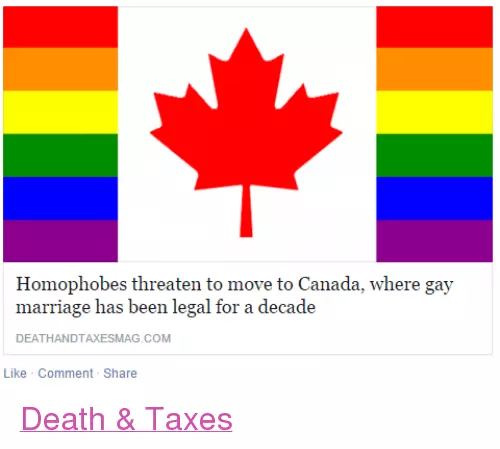 Homophobes threaten to move to Canada, where gay
marriage has been legal for a decade
DEATHANDTAXESMAG.COM
Like · Comment · Share
Death & Taxes